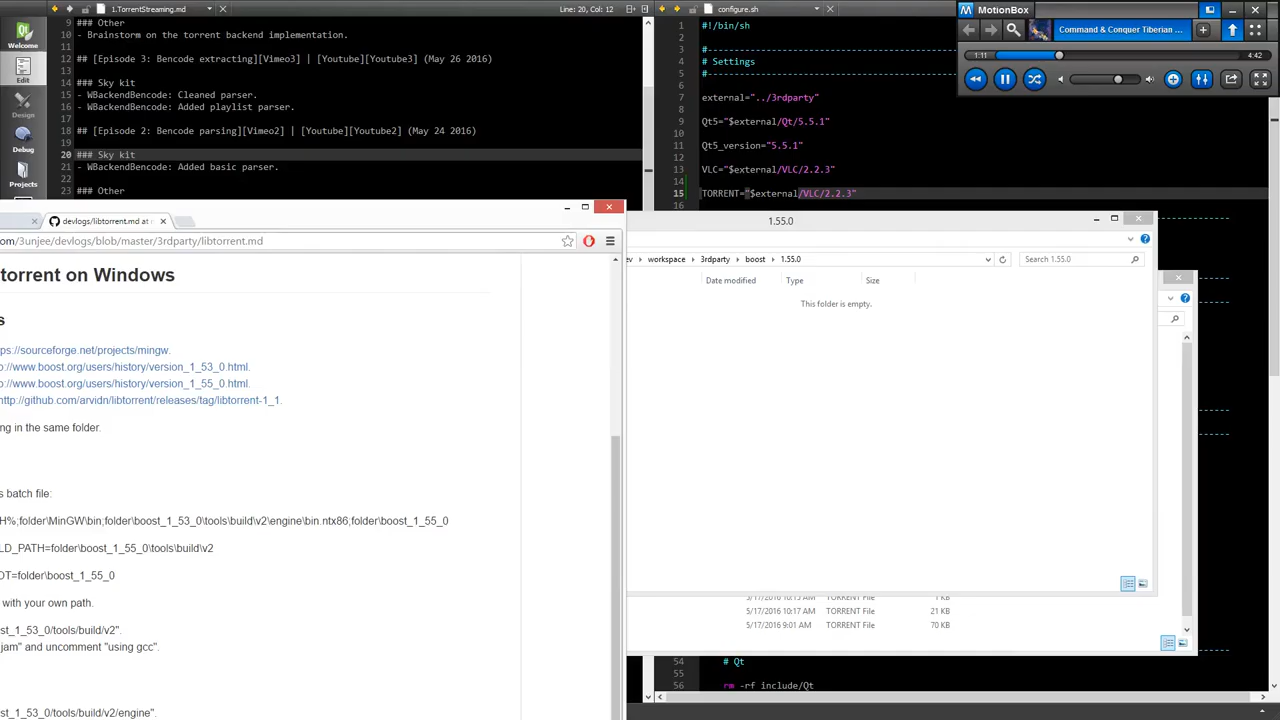 1.TorrentStreaming.md
Line: 20, Col: 12
### Other
10 - Brainstorm on the torrent backend implementation.
11
12 ## [Episode 3: Bencode extracting][Vimeo3] | [Youtube][Youtube3] (May 26 2016)
13
14 ### Sky kit
15 - WBackendBencode: Cleaned parser.
16 - WBackendBencode: Added playlist parser.
17
18 ## [Episode 2: Bencode parsing][Vimeo2] | [Youtube][Youtube2] (May 24 2016)
19
20 ### Sky kit
21 - WBackendBencode: Added basic parser.
22
23 ### Other
Welcome
Edit
Design
Debug
Projects
configure.sh
1 #!/bin/sh
2
3 #---------------------------------------
4 # Settings
5 #---------------------------------------
6
7 external="../3rdparty"
8
9 Qt5="$external/Qt/5.5.1"
10
11 Qt5_version="5.5.1"
12
13 VLC="$external/VLC/2.2.3"
14
15 TORRENT="$external/VLC/2.2.3"
16
54 # Qt
55
56 rm -rf include/Qt
MotionBox
Command & Conquer Tiberian ...
1:11
4:42
devlogs/libtorrent.md at
om/3unjee/devlogs/blob/master/3rdparty/libtorrent.md
torrent on Windows
s
ps://sourceforge.net/projects/mingw.
p://www.boost.org/users/history/version_1_53_0.html.
p://www.boost.org/users/history/version_1_55_0.html.
http://github.com/arvidn/libtorrent/releases/tag/libtorrent-1_1.
ng in the same folder.
s batch file:
H%;folder\MinGW\bin;folder\boost_1_53_0\tools\build\v2\engine\bin.ntx86;folder\boost_1_55_0
LD_PATH=folder\boost_1_55_0\tools\build\v2
OT=folder\boost_1_55_0
with your own path.
st_1_53_0/tools/build/v2".
jam" and uncomment "using gcc".
st_1_53_0/tools/build/v2/engine".
1.55.0
ev workspace 3rdparty boost 1.55.0
Search 1.55.0
Date modified Type Size
This folder is empty.
5/17/2016 10:15 AM TORRENT File 1 KB
5/17/2016 10:17 AM TORRENT File 21 KB
5/17/2016 9:01 AM TORRENT File 70 KB